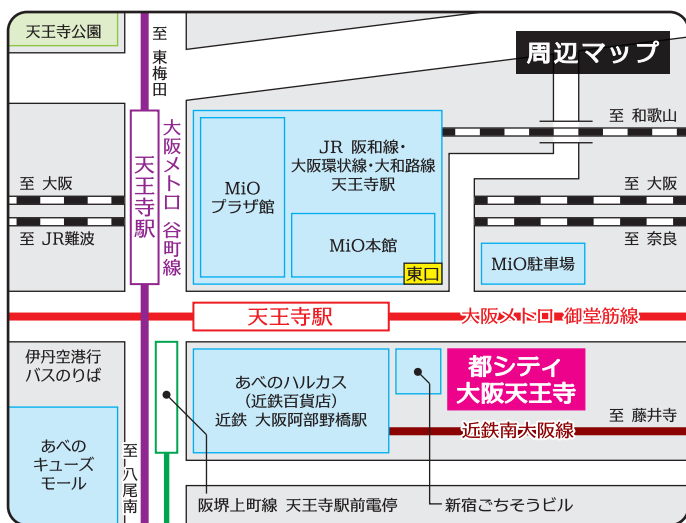 天王寺公園
至 東梅田
周辺マップ
至 和歌山
JR 阪和線・
大阪環状線・大和路線
天王寺駅
MiO
プラザ館
MiO本館
東口
大阪メトロ 谷町線
天王寺駅
至 大阪
至 JR難波
至 大阪
至 奈良
MiO駐車場
天王寺駅
大阪メトロ 御堂筋線
伊丹空港行
バスのりば
あべのハルカス
（近鉄百貨店）
近鉄 大阪阿部野橋駅
都シティ
大阪天王寺
至 藤井寺
近鉄南大阪線
あべの
キューズ
モール
至 八尾南
阪堺上町線 天王寺駅前電停
新宿ごちそうビル